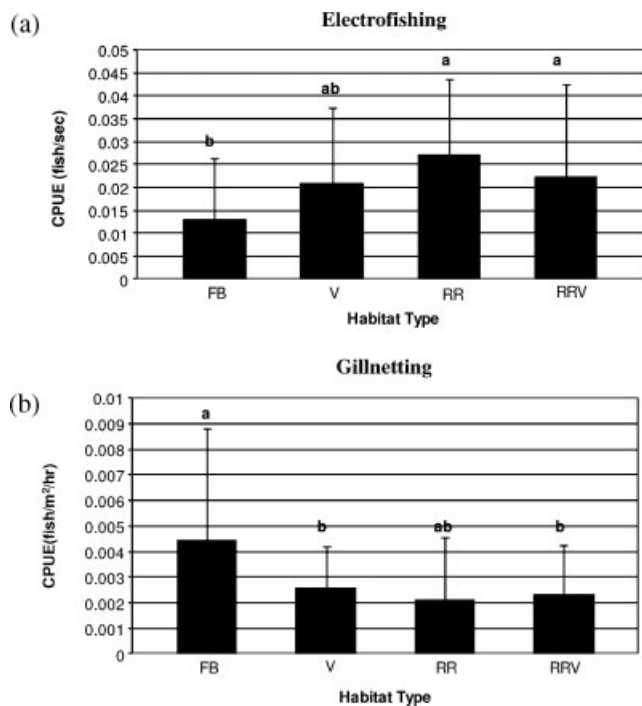 (a)
Electrofishing
0.05
0.045
0.04
0.035
0.03
0.025
0.02
0.015
0.01
0.005
0
CPUE (fish/sec)
b
ab
a
a
FB V RR RRV
Habitat Type
Gillnetting
(b)
0.01
0.009
0.008
0.007
0.006
0.005
0.004
0.003
0.002
0.001
0
CPUE(fish/m²/hr)
a
b
ab
b
FB V RR RRV
Habitat Type